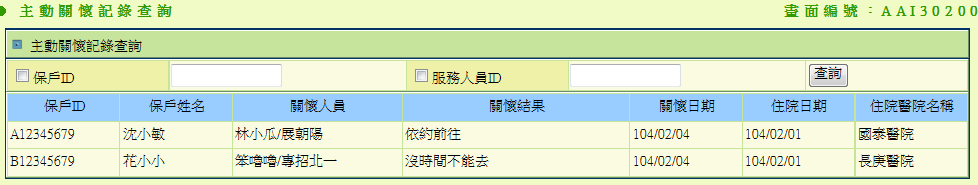 主動關懷記錄查詢 畫面編號：AAI30200
主動關懷記錄查詢
保戶ID 服務人員ID 查詢
保戶ID 保戶姓名 關懷人員 關懷結果 關懷日期 住院日期 住院醫院名稱
A12345679 沈小敏 林小瓜/展朝陽 依約前往 104/02/04 104/02/01 國泰醫院
B12345679 花小小 笨嚕嚕/專招北一 沒時間不能去 104/02/04 104/02/01 長庚醫院